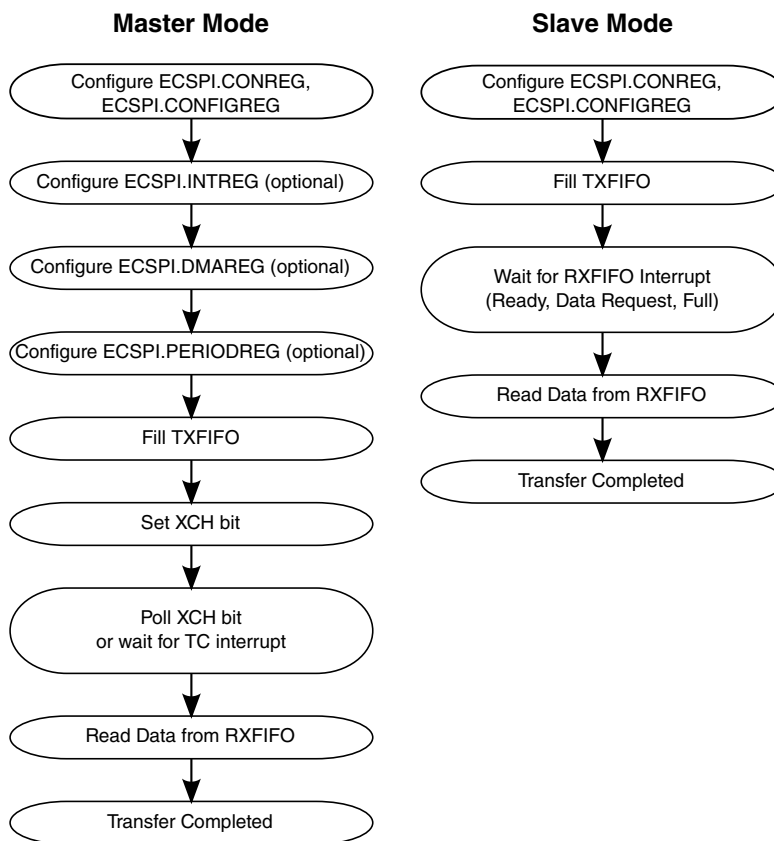 Master Mode
Configure ECSPI.CONREG,
ECSPI.CONFIGREG
Configure ECSPI.INTREG (optional)
Configure ECSPI.DMAREG (optional)
Configure ECSPI.PERIODREG (optional)
Fill TXFIFO
Set XCH bit
Poll XCH bit
or wait for TC interrupt
Read Data from RXFIFO
Transfer Completed
Slave Mode
Configure ECSPI.CONREG,
ECSPI.CONFIGREG
Fill TXFIFO
Wait for RXFIFO Interrupt
(Ready, Data Request, Full)
Read Data from RXFIFO
Transfer Completed